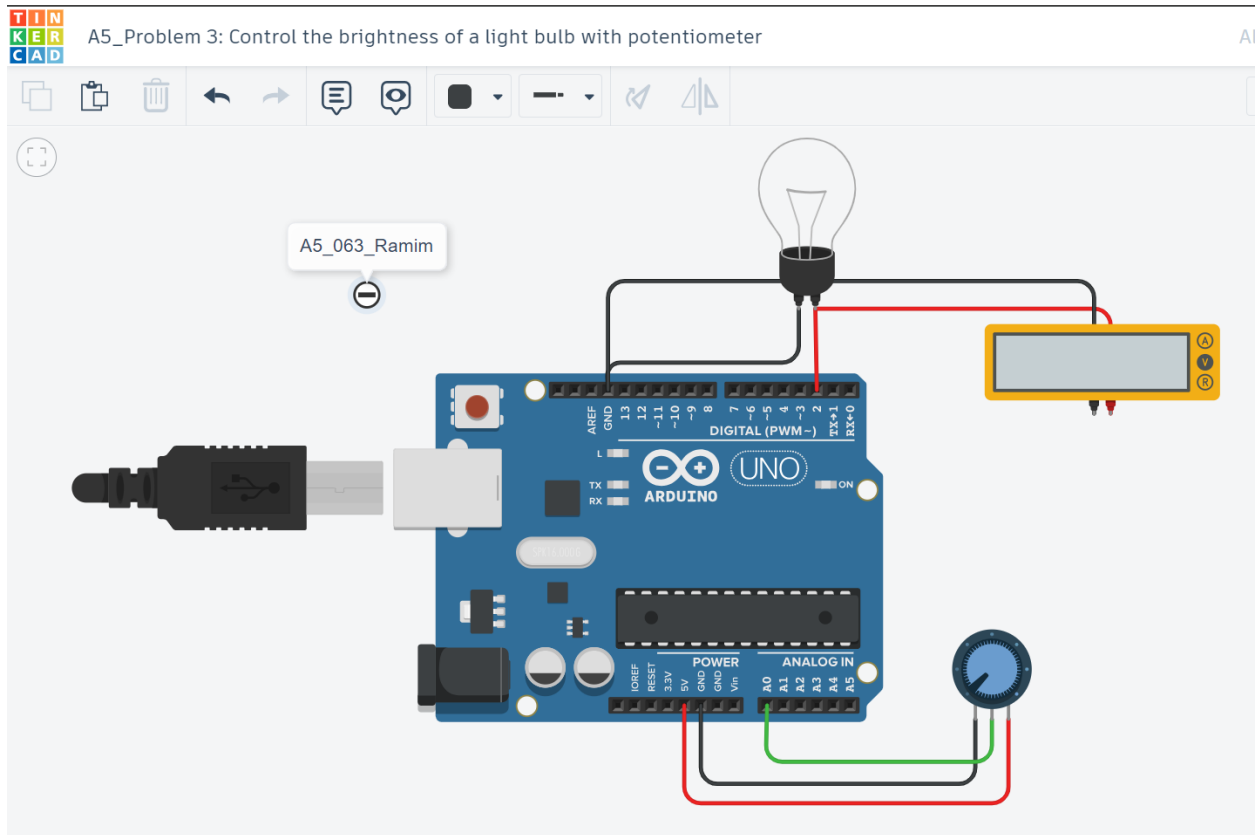 TIN
KER
CAD
A5_Problem 3: Control the brightness of a light bulb with potentiometer
Al
A5_063_Ramim
A
V
R
AREF
GND
13
12
~11
~10
~9
8
7
~6
~5
4
~3
2
TX→1
RX←0
DIGITAL (PWM~)
L
TX
RX
ARDUINO
UNO
ON
POWER
ANALOG IN
IOREF
RESET
3.3V
5V
GND
GND
Vin
A0
A1
A2
A3
A4
A5